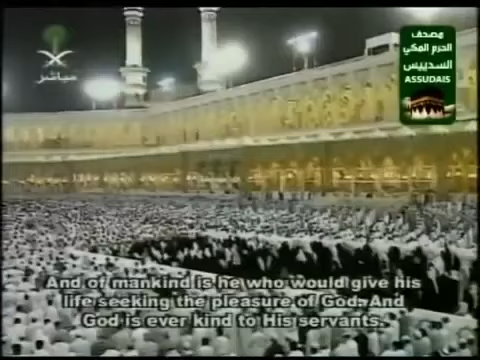 مباشر
مصحف
الحرم المكي
السديس
ASSUDAIS
And of mankind is he who would give his
life seeking the pleasure of God. And
God is ever kind to His servants.